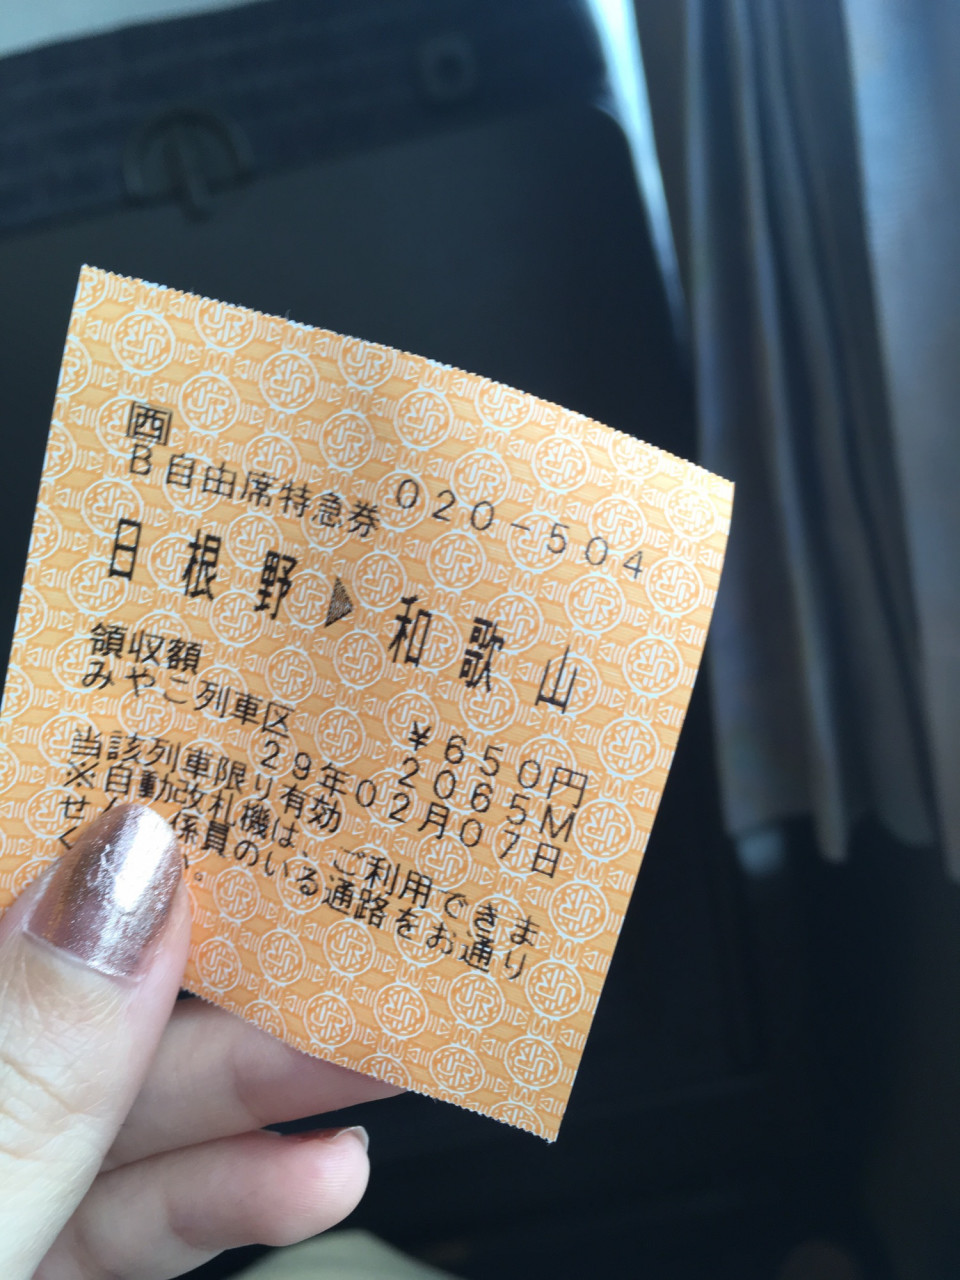 西
B自由席特急券 020-504
日根野▶和歌山
領収額 ¥650円
みやこ列車区 2065M
29年02月07日
当該列車限り有効
※自動改札機は、ご利用できま
せ 係員のいる通路をお通り
く 。